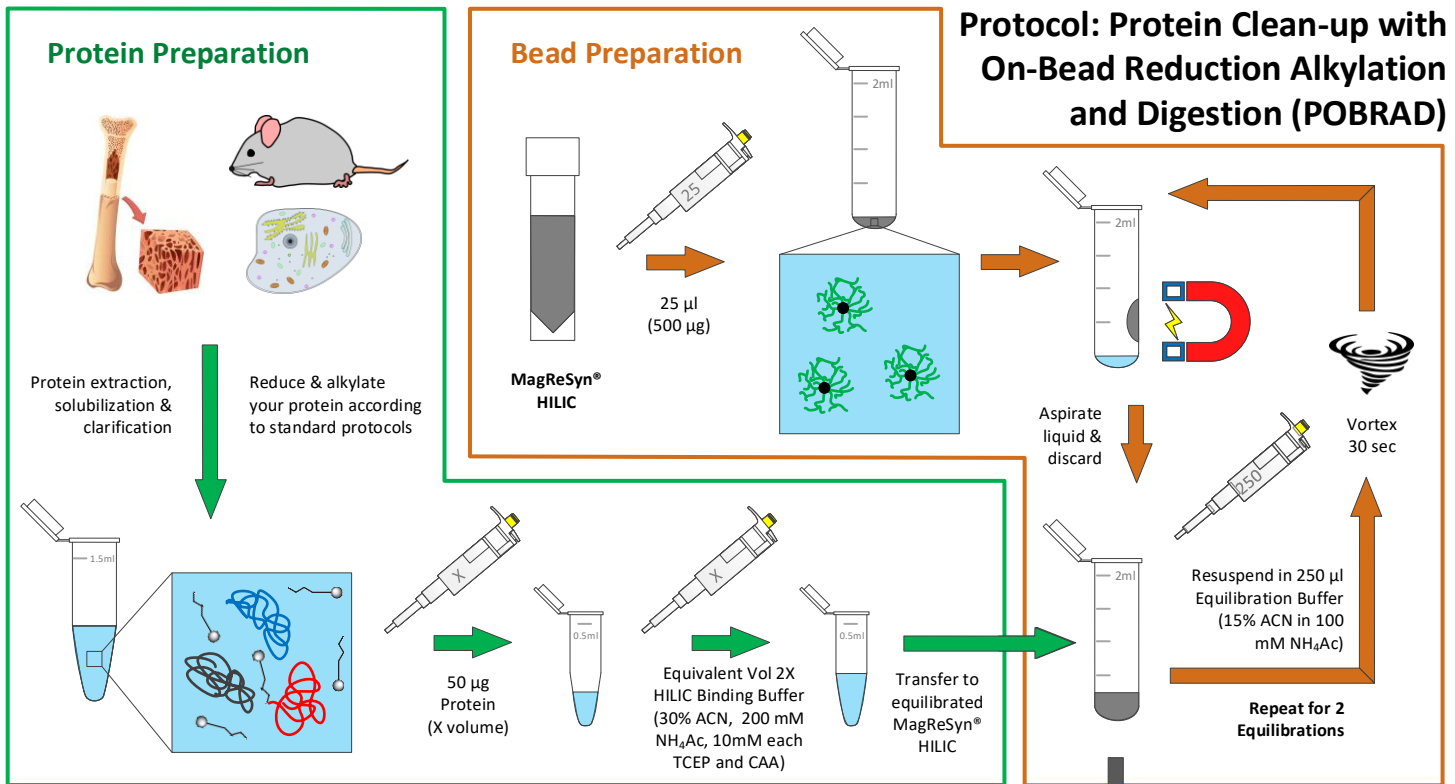 Protocol: Protein Clean-up with
On-Bead Reduction Alkylation
and Digestion (POBRAD)
Protein Preparation
Protein extraction,
solubilization &
clarification
Reduce & alkylate
your protein according
to standard protocols
1.5ml
X
50 µg
Protein
(X volume)
0.5ml
X
Equivalent Vol 2X
HILIC Binding Buffer
(30% ACN, 200 mM
NH₄Ac, 10mM each
TCEP and CAA)
0.5ml
Transfer to
equilibrated
MagReSyn®
HILIC
Bead Preparation
MagReSyn®
HILIC
25
25 µl
(500 µg)
2ml
2ml
Aspirate
liquid &
discard
2ml
250
Resuspend in 250 µl
Equilibration Buffer
(15% ACN in 100
mM NH₄Ac)
Vortex
30 sec
Repeat for 2
Equilibrations